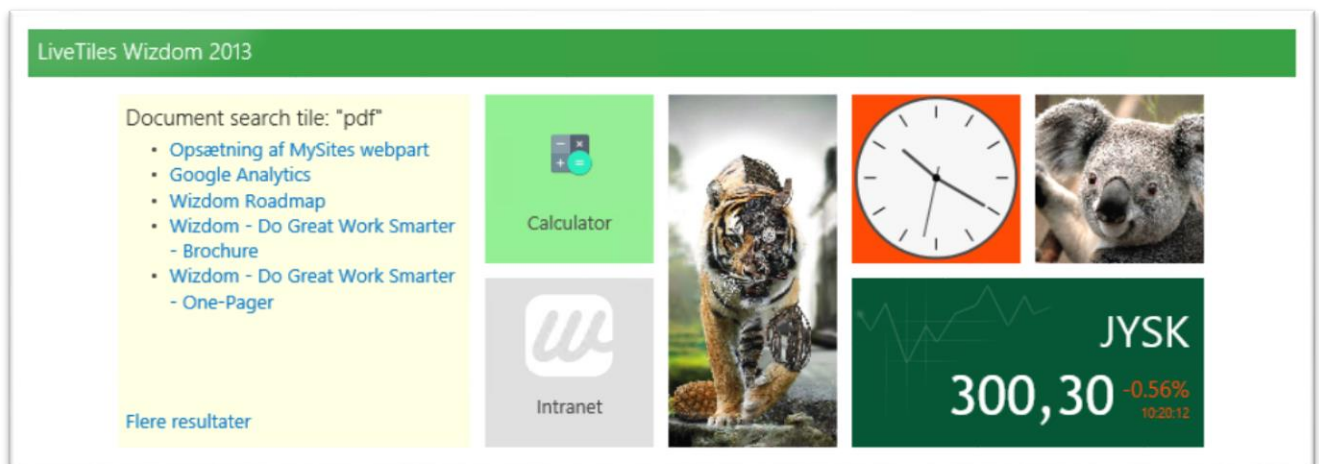 LiveTiles Wizdom 2013
Document search tile: "pdf"
Opsætning af MySites webpart
Google Analytics
Wizdom Roadmap
Wizdom - Do Great Work Smarter
- Brochure
Wizdom - Do Great Work Smarter
- One-Pager
Flere resultater
Calculator
Intranet
JYSK
300,30 -0.56%
10:20:12